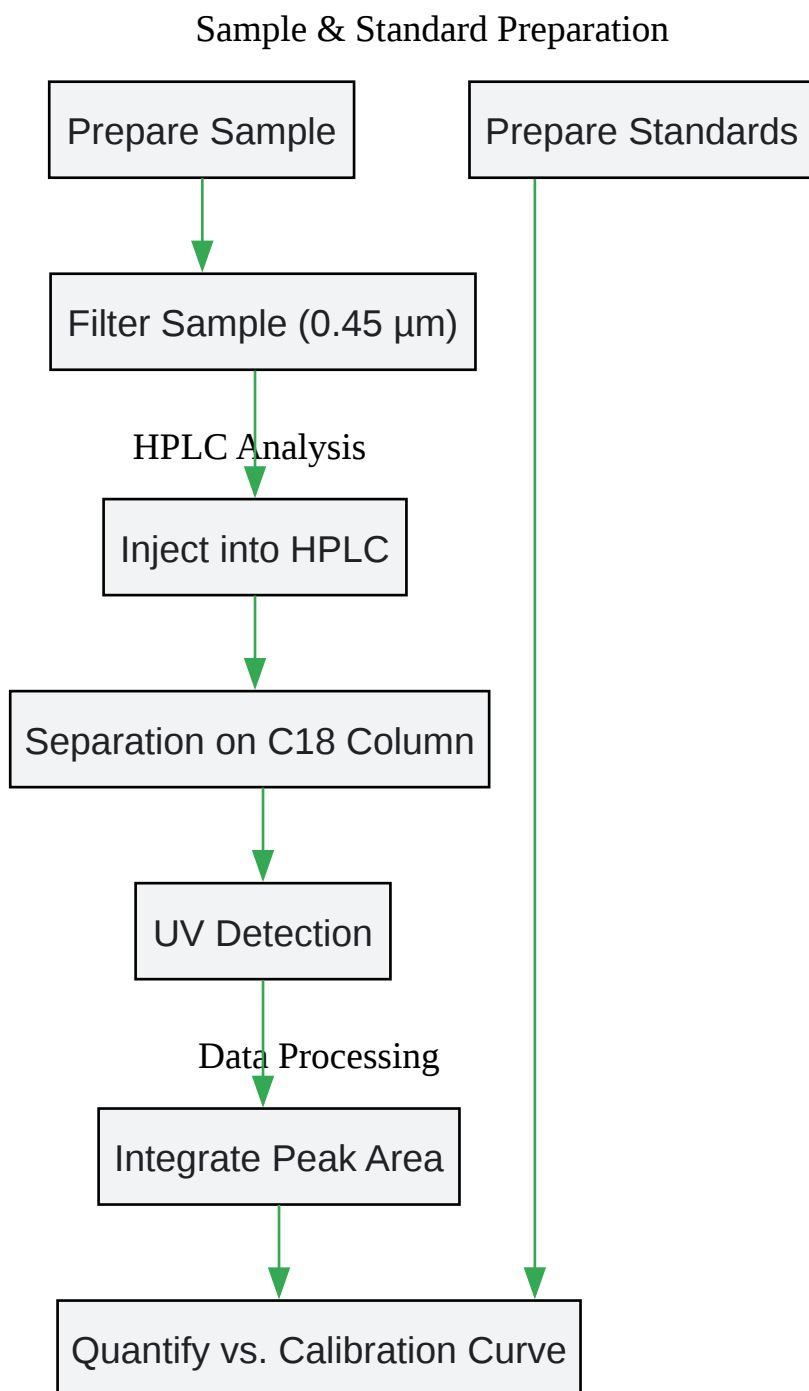 Sample & Standard Preparation
Prepare Sample
Prepare Standards
Filter Sample (0.45 µm)
HPLC Analysis
Inject into HPLC
Separation on C18 Column
UV Detection
Data Processing
Integrate Peak Area
Quantify vs. Calibration Curve